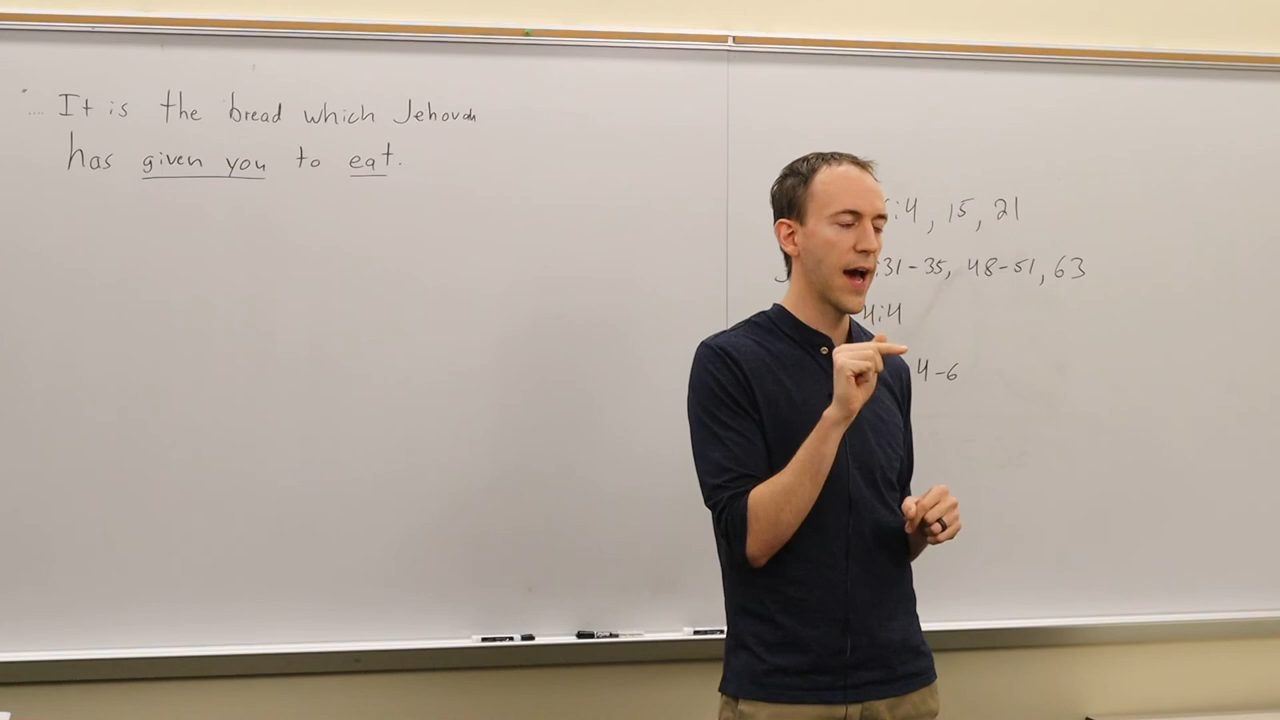 .... It is the bread which Jehovah
has given you to eat.
:4, 15, 21
:31-35, 48-51, 63
4:4
4-6